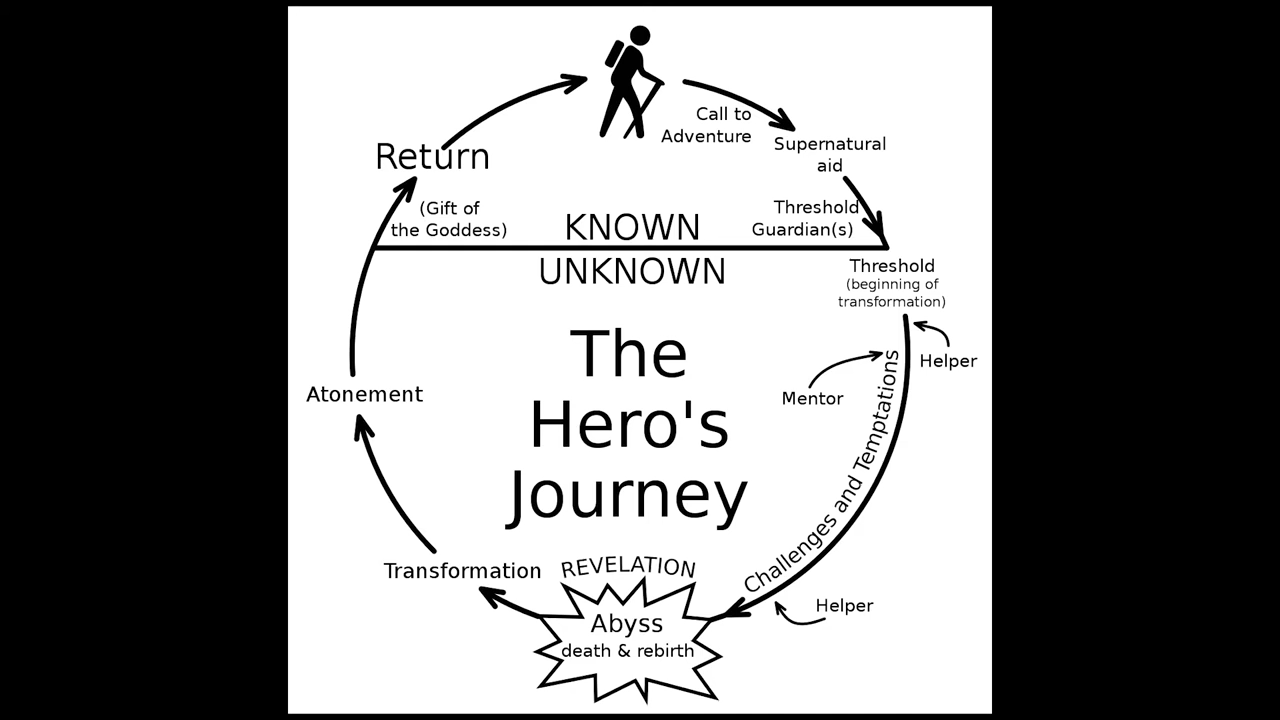 Call to
Adventure
Supernatural
aid
Return
(Gift of
the Goddess)
KNOWN
Threshold
Guardian(s)
UNKNOWN
Threshold
(beginning of
transformation)
The
Hero's
Journey
Helper
Mentor
Challenges and Temptations
Helper
Atonement
Transformation
REVELATION
Abyss
death & rebirth